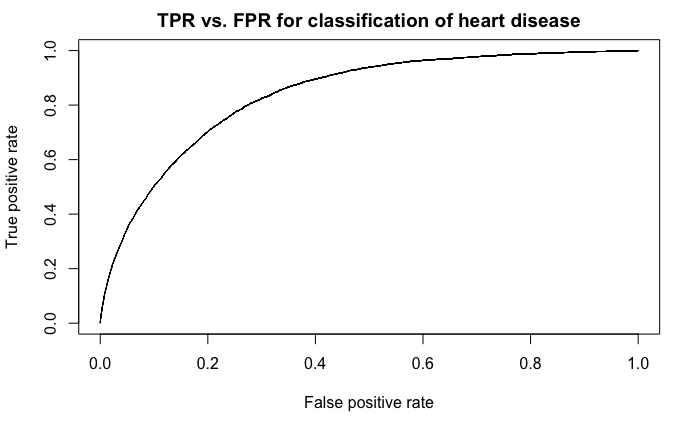 TPR vs. FPR for classification of heart disease
True positive rate
1.0
0.8
0.6
0.4
0.2
0.0
0.0 0.2 0.4 0.6 0.8 1.0
False positive rate